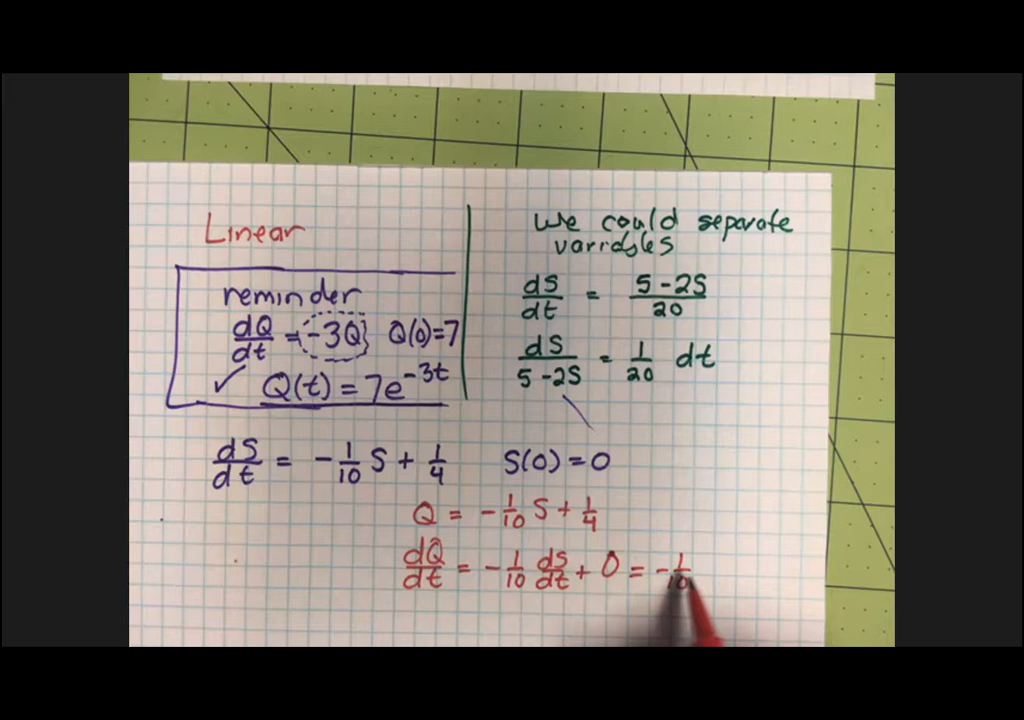 Linear
reminder
dQ/dt = -3Q Q(0)=7
✓ Q(t) = 7e^-3t
We could separate
variables
dS/dt = 5-2S/20
dS/5-2S = 1/20 dt
dS/dt = -1/10 S + 1/4 S(0)=0
Q = -1/10 S + 1/4
dQ/dt = -1/10 dS/dt + 0 = -1/10